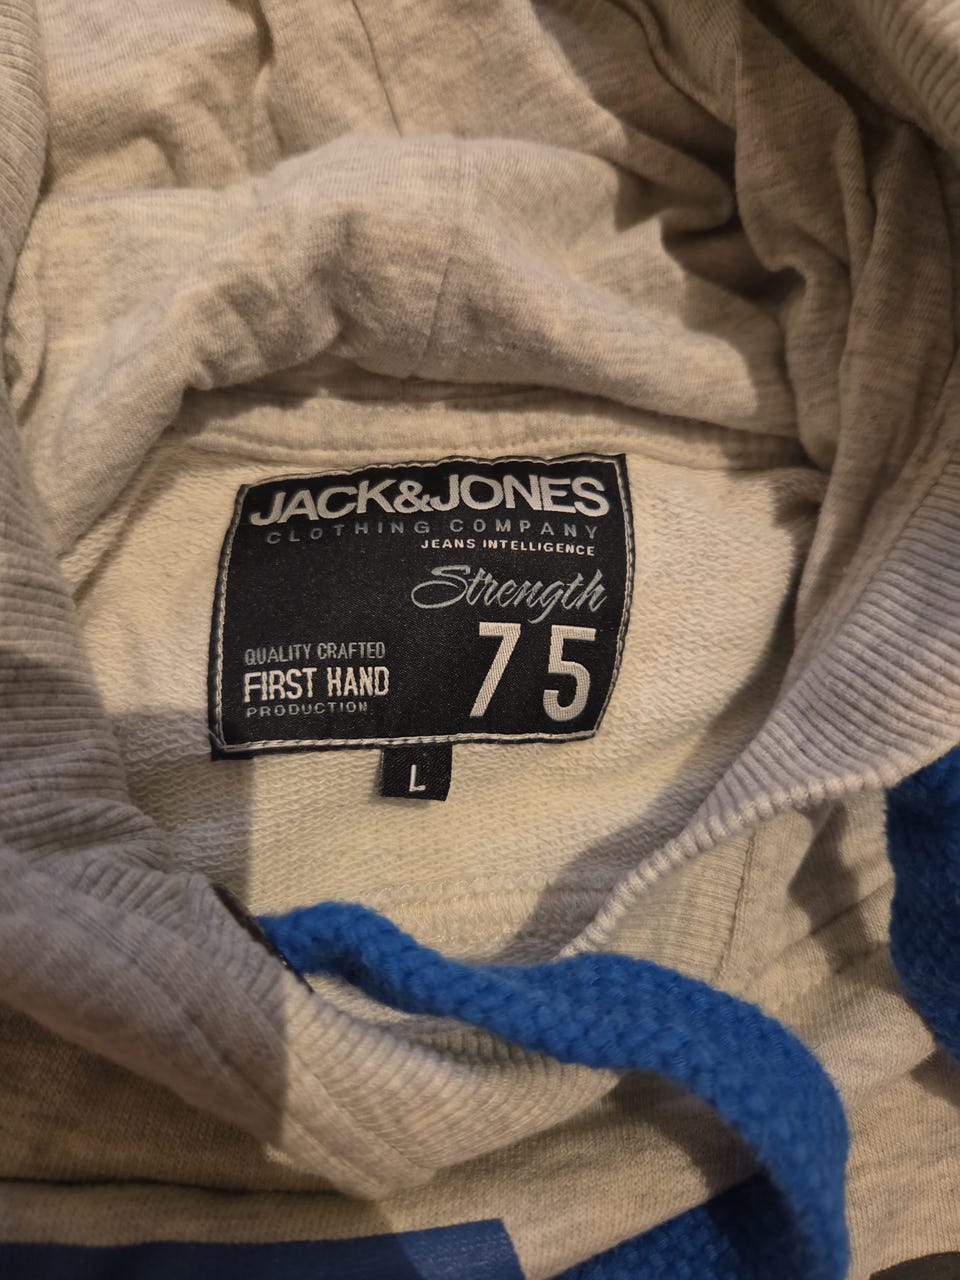 JACK&JONES
CLOTHING COMPANY
JEANS INTELLIGENCE
Strength
75
QUALITY CRAFTED
FIRST HAND
PRODUCTION
L